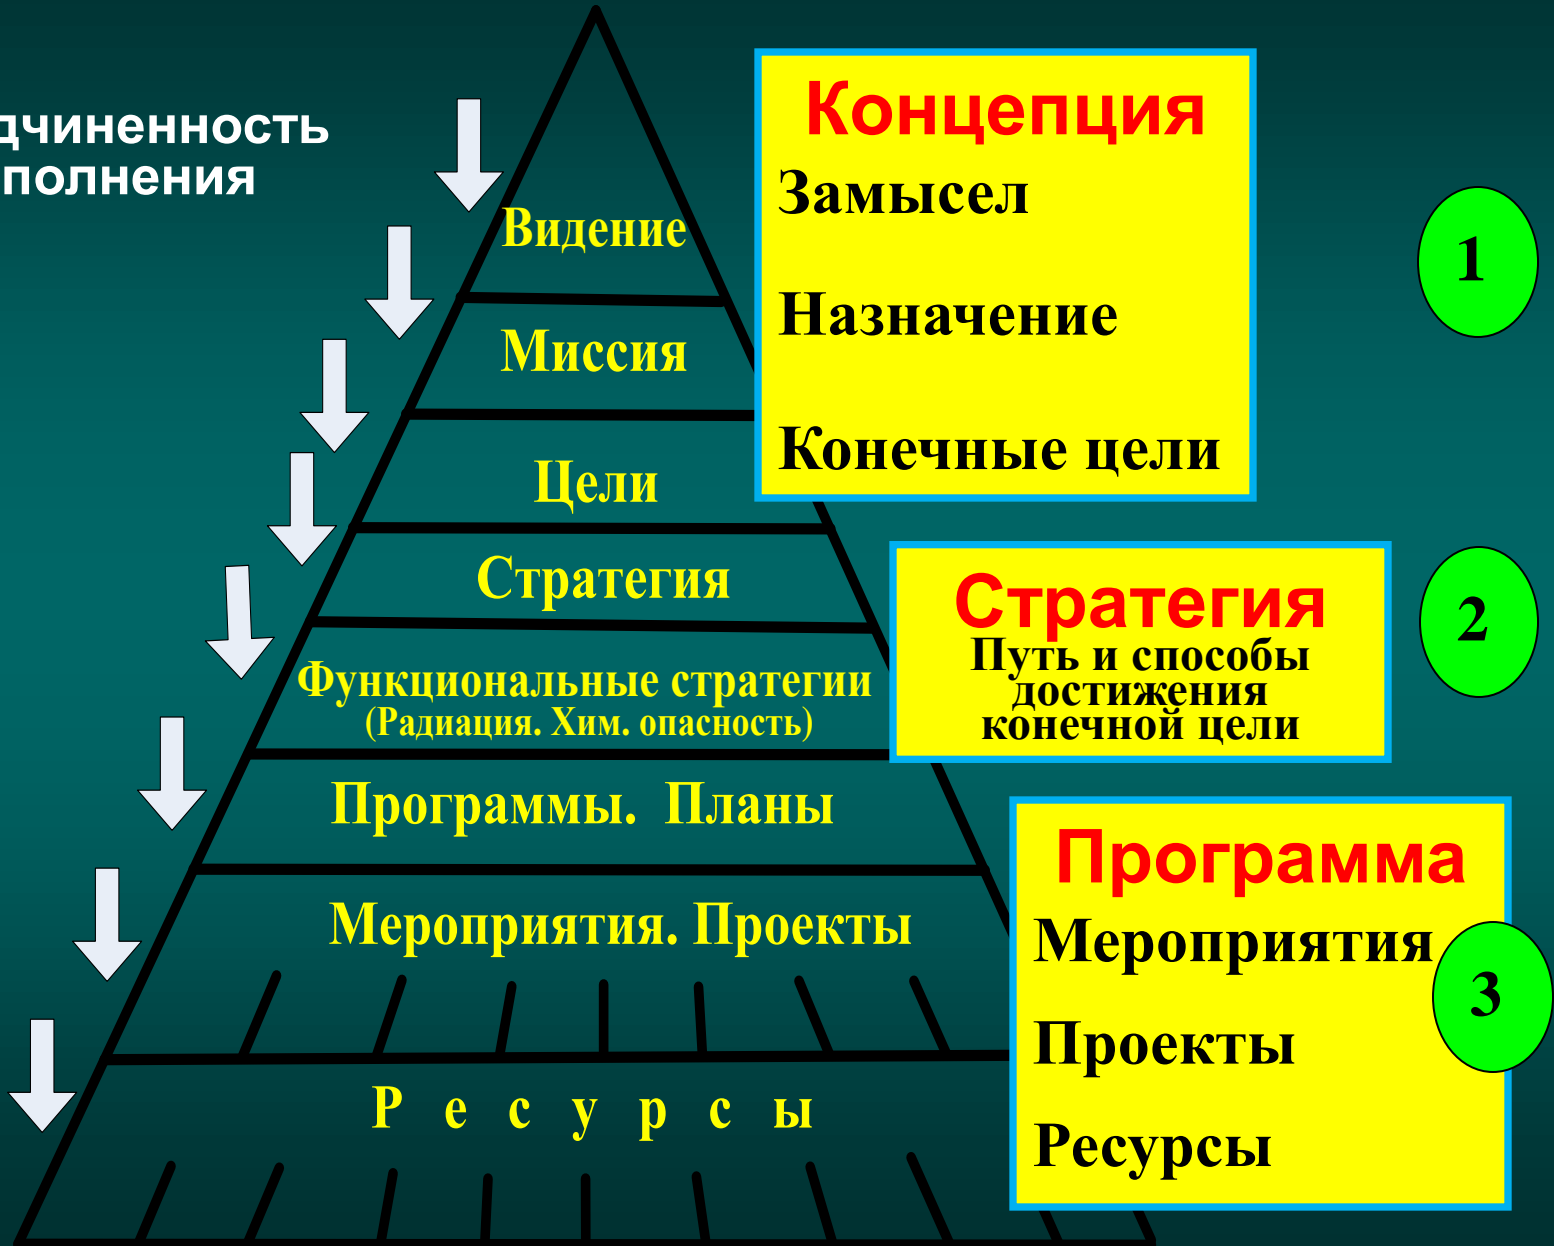 дчиненность
полнения
Видение
Миссия
Цели
Стратегия
Функциональные стратегии
(Радиация. Хим. опасность)
Программы. Планы
Мероприятия. Проекты
Р е с у р с ы
Концепция
Замысел
Назначение
Конечные цели
1
Стратегия
Путь и способы
достижения
конечной цели
2
Программа
Мероприятия
Проекты
Ресурсы
3